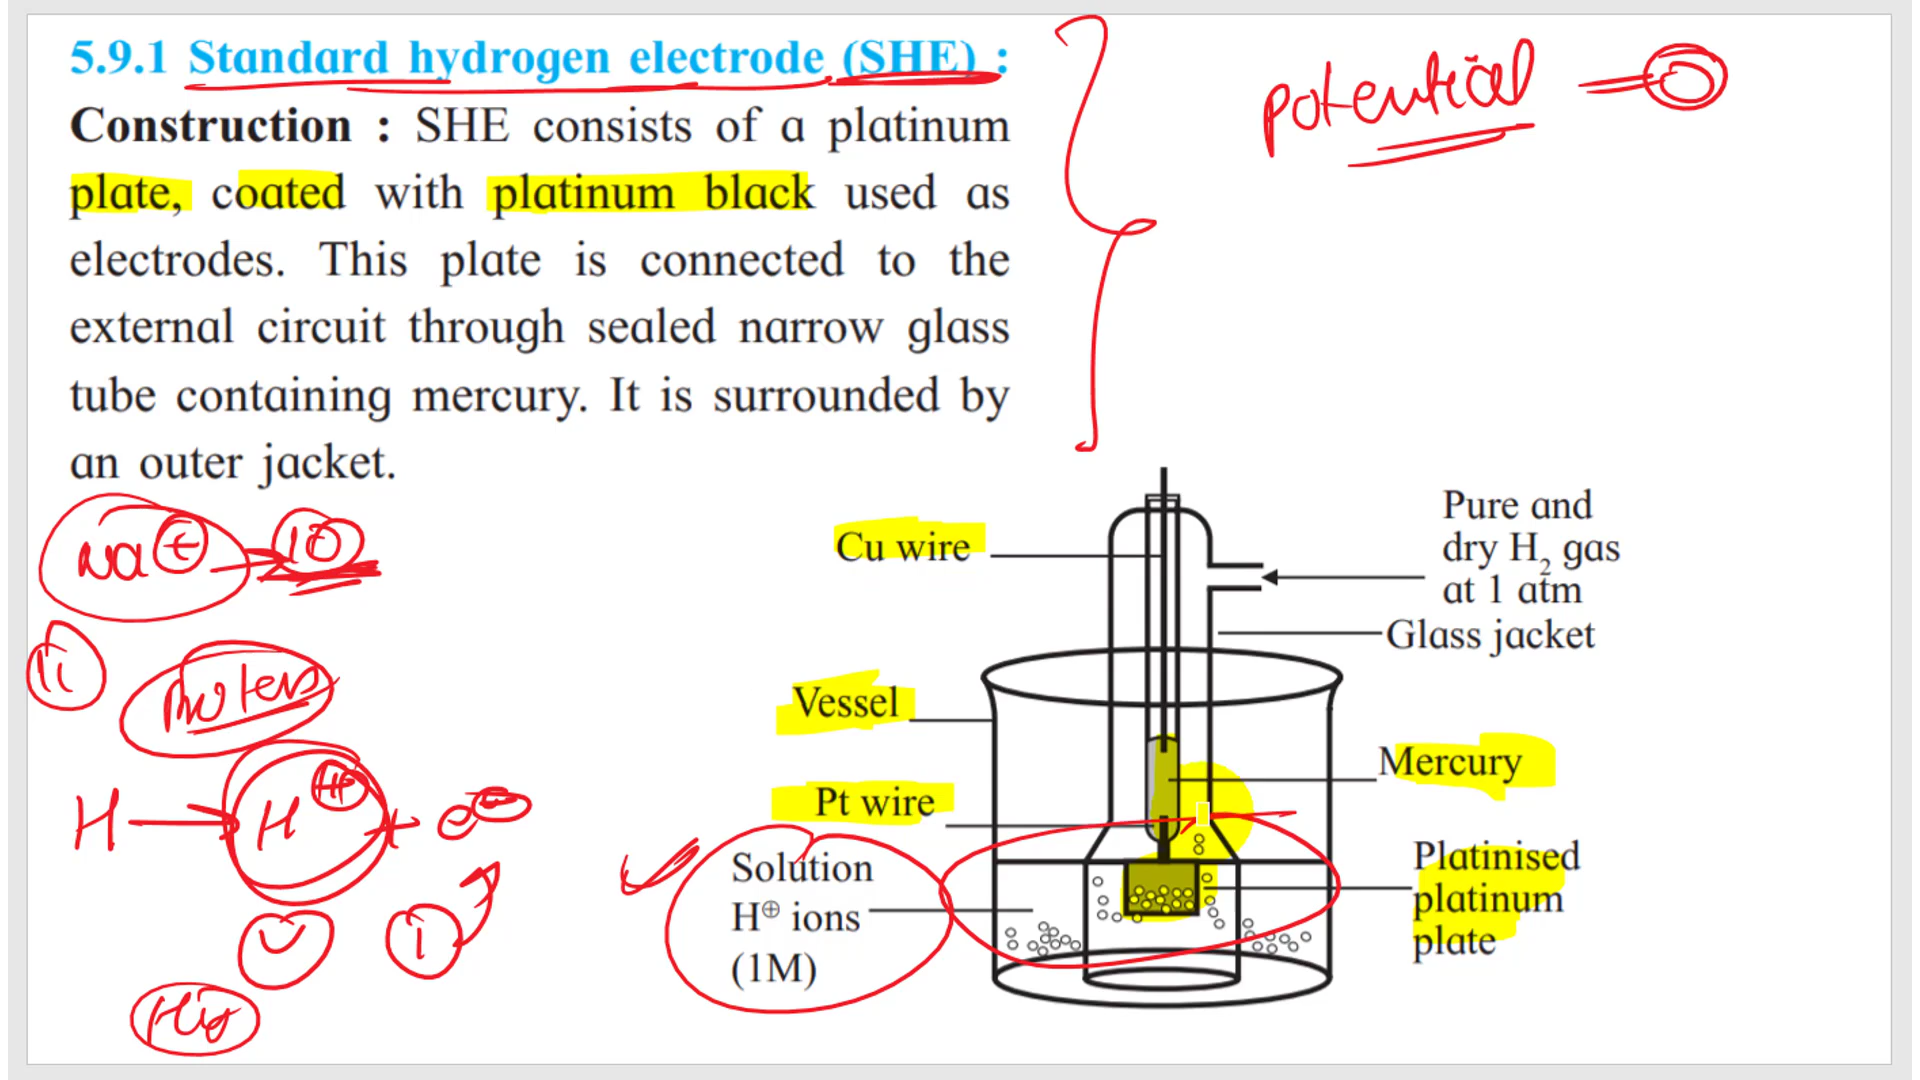 5.9.1 Standard hydrogen electrode (SHE) :
Construction : SHE consists of a platinum
plate, coated with platinum black used as
electrodes. This plate is connected to the
external circuit through sealed narrow glass
tube containing mercury. It is surrounded by
an outer jacket.
potential
Na+
10
11
H → H + e
1
Cu wire
Pure and
dry H₂ gas
at 1 atm
Glass jacket
Vessel
Mercury
Pt wire
Solution
H⊕ ions
(1M)
Platinised
platinum
plate